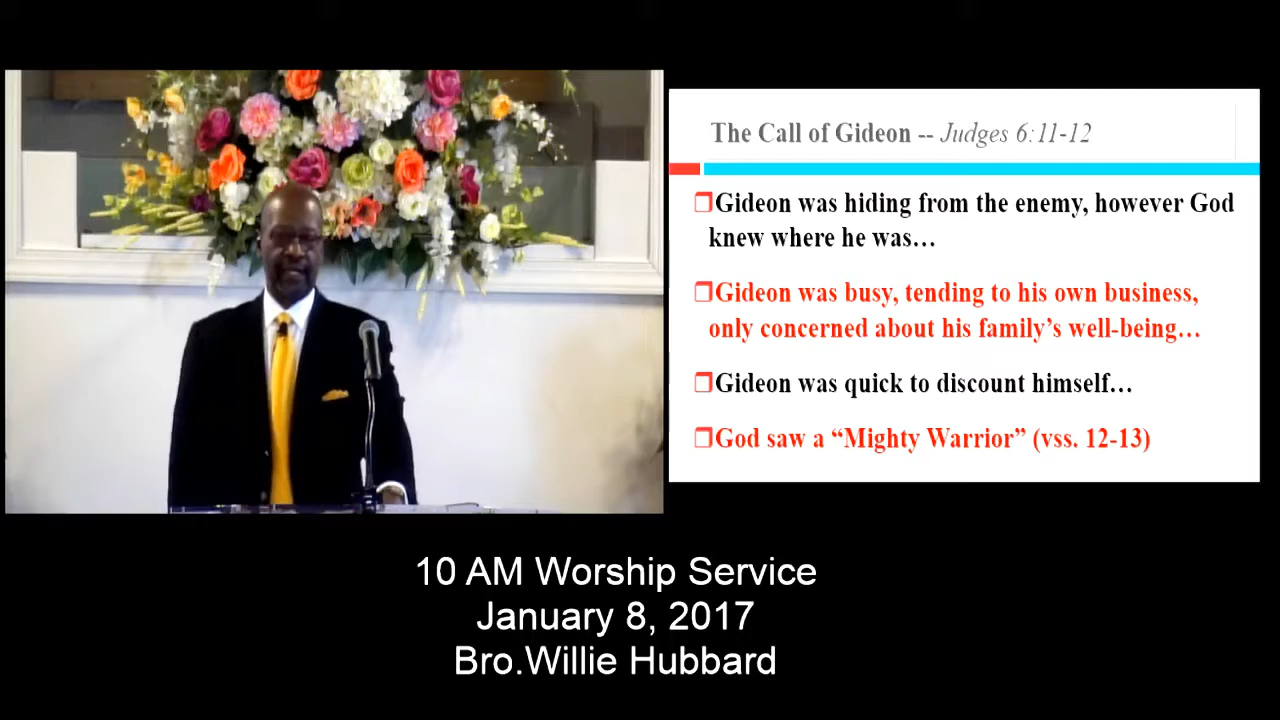 The Call of Gideon -- Judges 6:11-12
❒Gideon was hiding from the enemy, however God
knew where he was…
❒Gideon was busy, tending to his own business,
only concerned about his family’s well-being…
❒Gideon was quick to discount himself…
❒God saw a “Mighty Warrior” (vss. 12-13)
10 AM Worship Service
January 8, 2017
Bro.Willie Hubbard